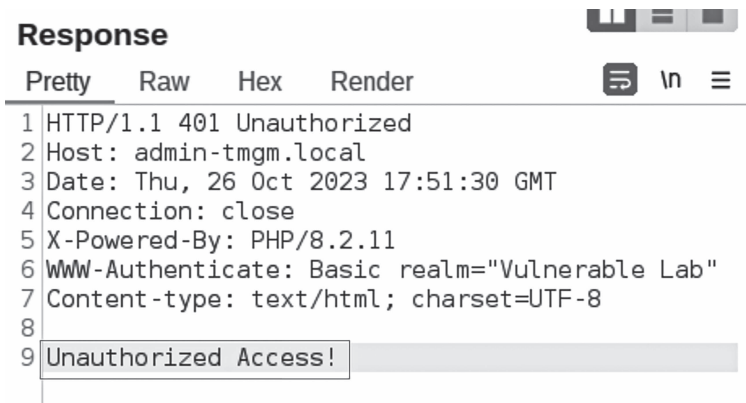 Response
Pretty Raw Hex Render \n
1 HTTP/1.1 401 Unauthorized
2 Host: admin-tmgm.local
3 Date: Thu, 26 Oct 2023 17:51:30 GMT
4 Connection: close
5 X-Powered-By: PHP/8.2.11
6 WWW-Authenticate: Basic realm="Vulnerable Lab"
7 Content-type: text/html; charset=UTF-8
8
9 Unauthorized Access!